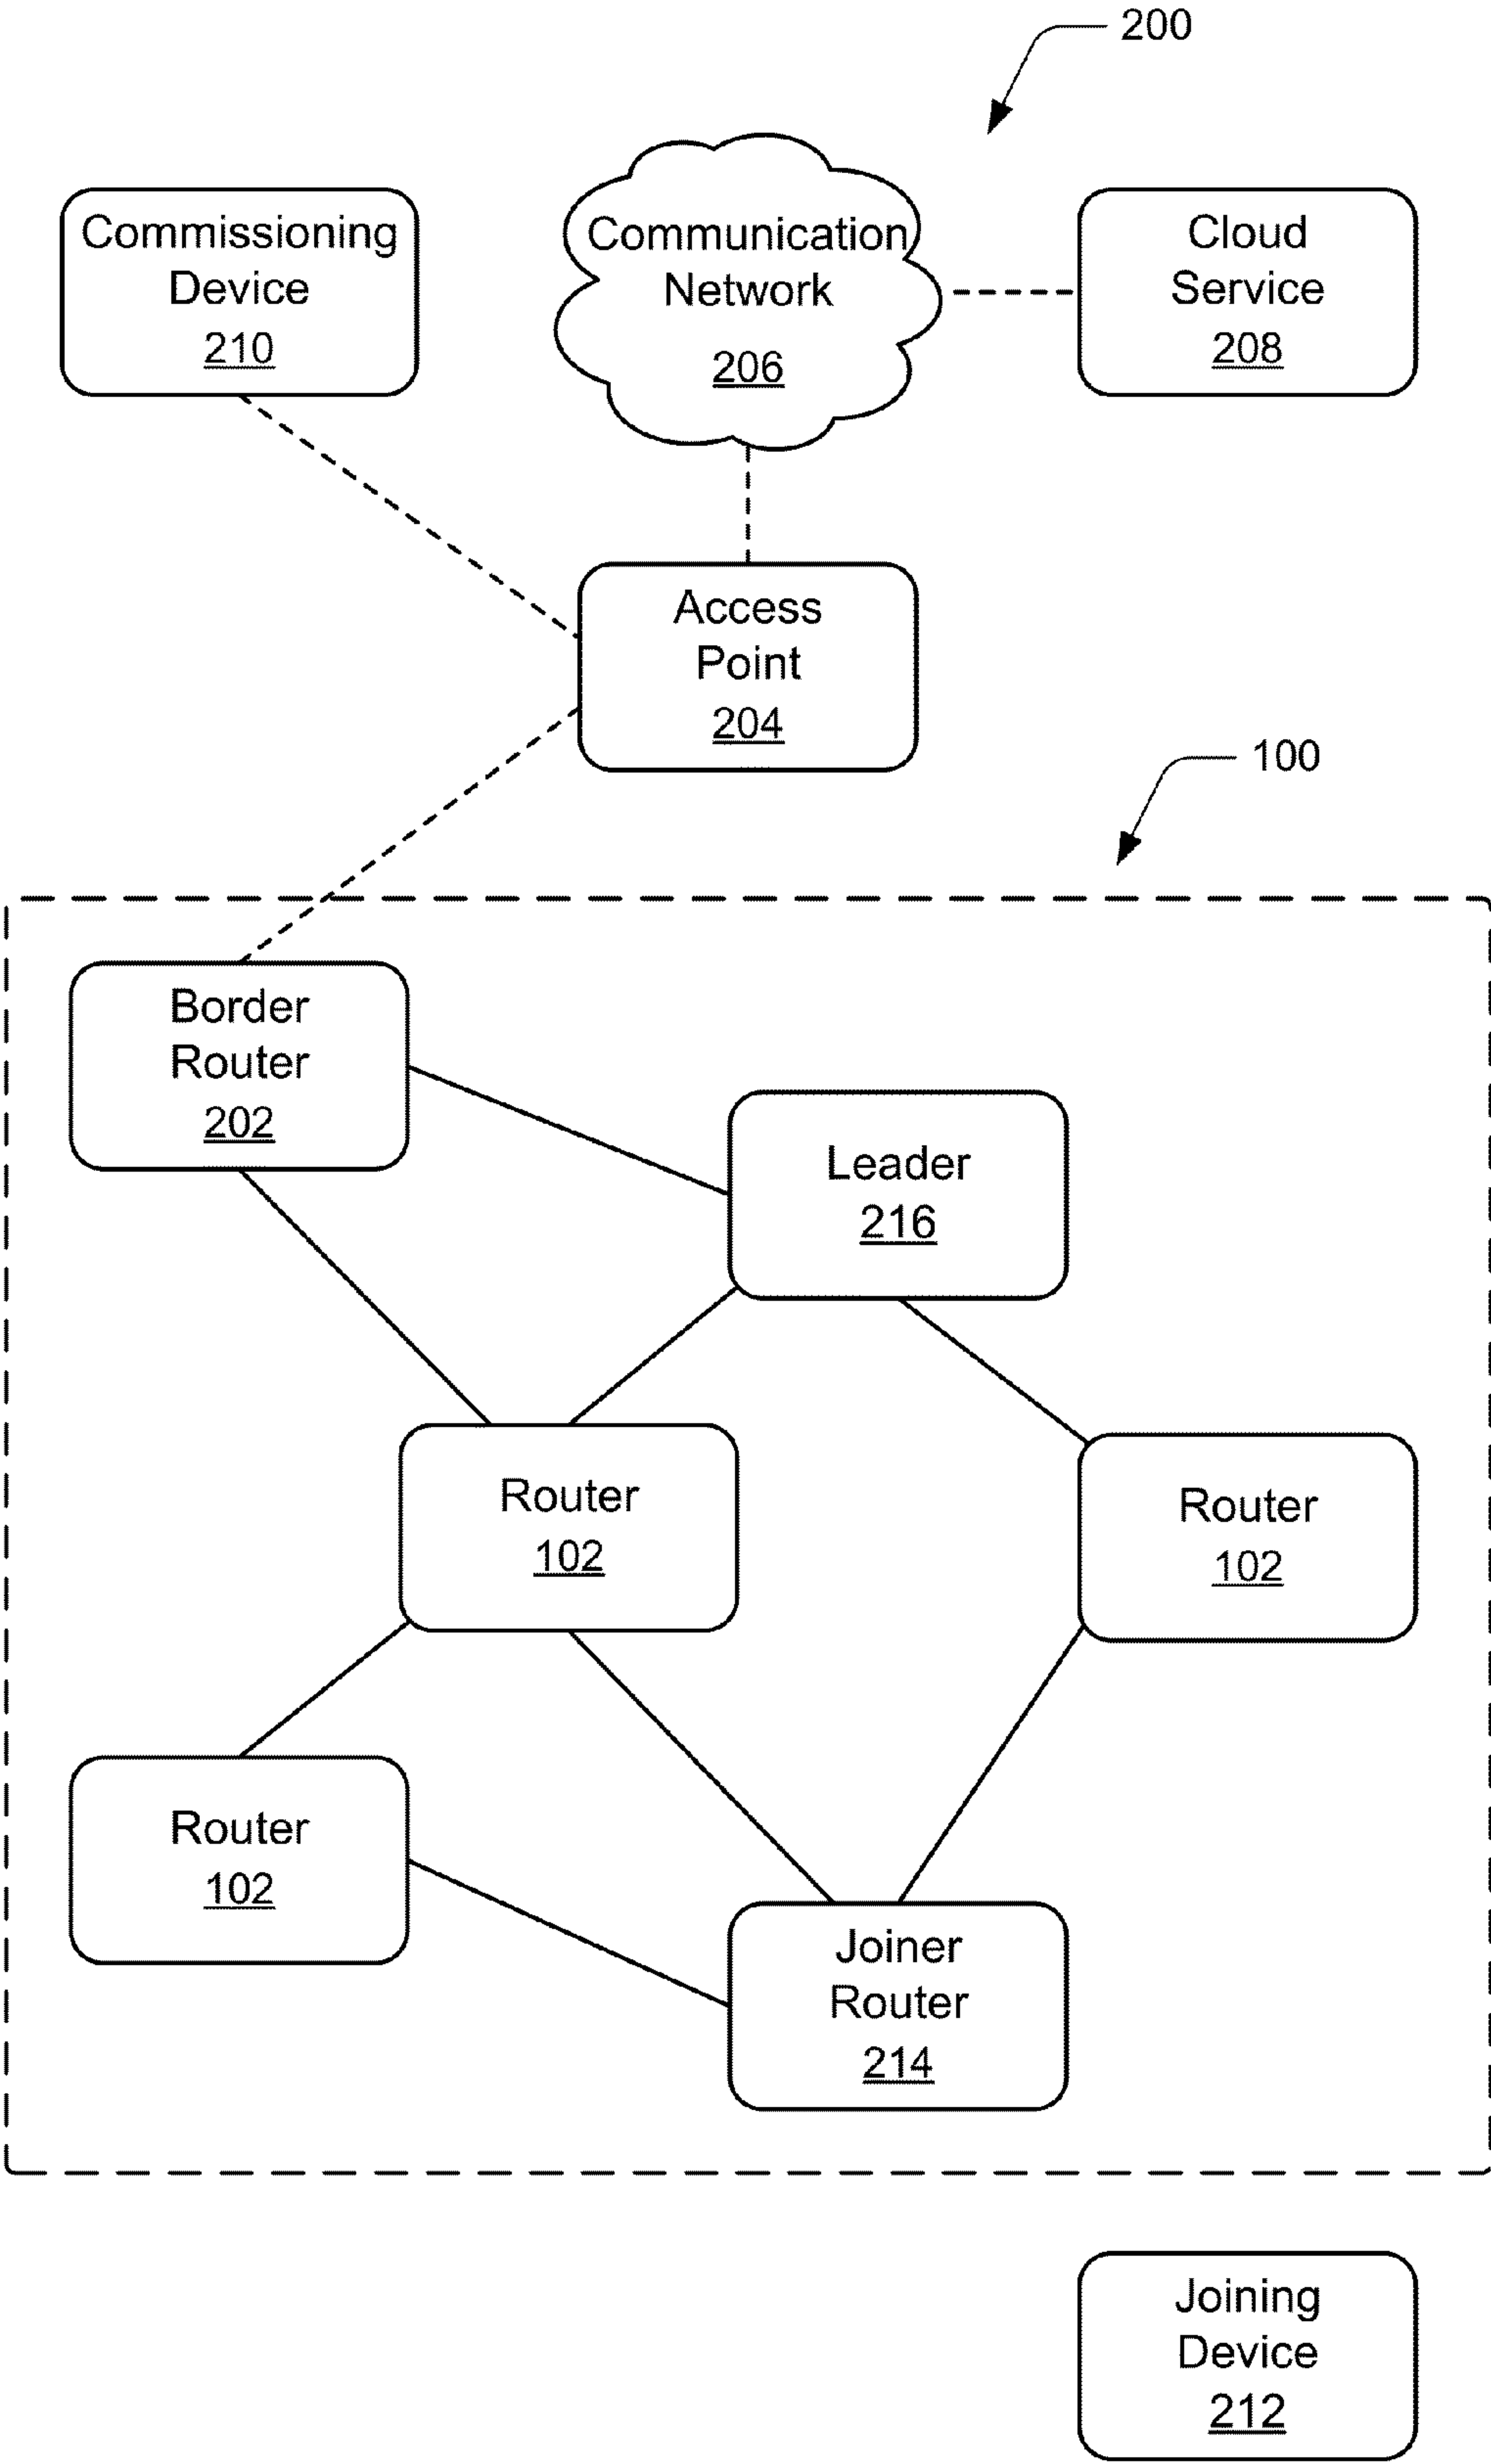 200
Commissioning
Device
210
Communication
Network
206
Cloud
Service
208
Access
Point
204
100
Border
Router
202
Leader
216
Router
102
Router
102
Router
102
Joiner
Router
214
Joining
Device
212